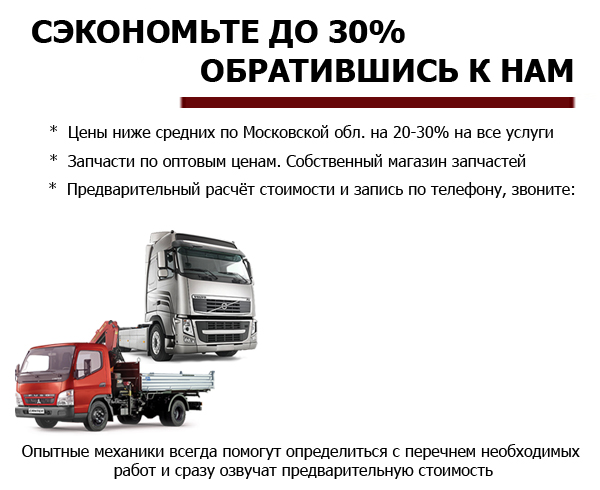 СЭКОНОМЬТЕ ДО 30%
ОБРАТИВШИСЬ К НАМ
* Цены ниже средних по Московской обл. на 20-30% на все услуги
* Запчасти по оптовым ценам. Собственный магазин запчастей
* Предварительный расчёт стоимости и запись по телефону, звоните:
Опытные механики всегда помогут определиться с перечнем необходимых
работ и сразу озвучат предварительную стоимость